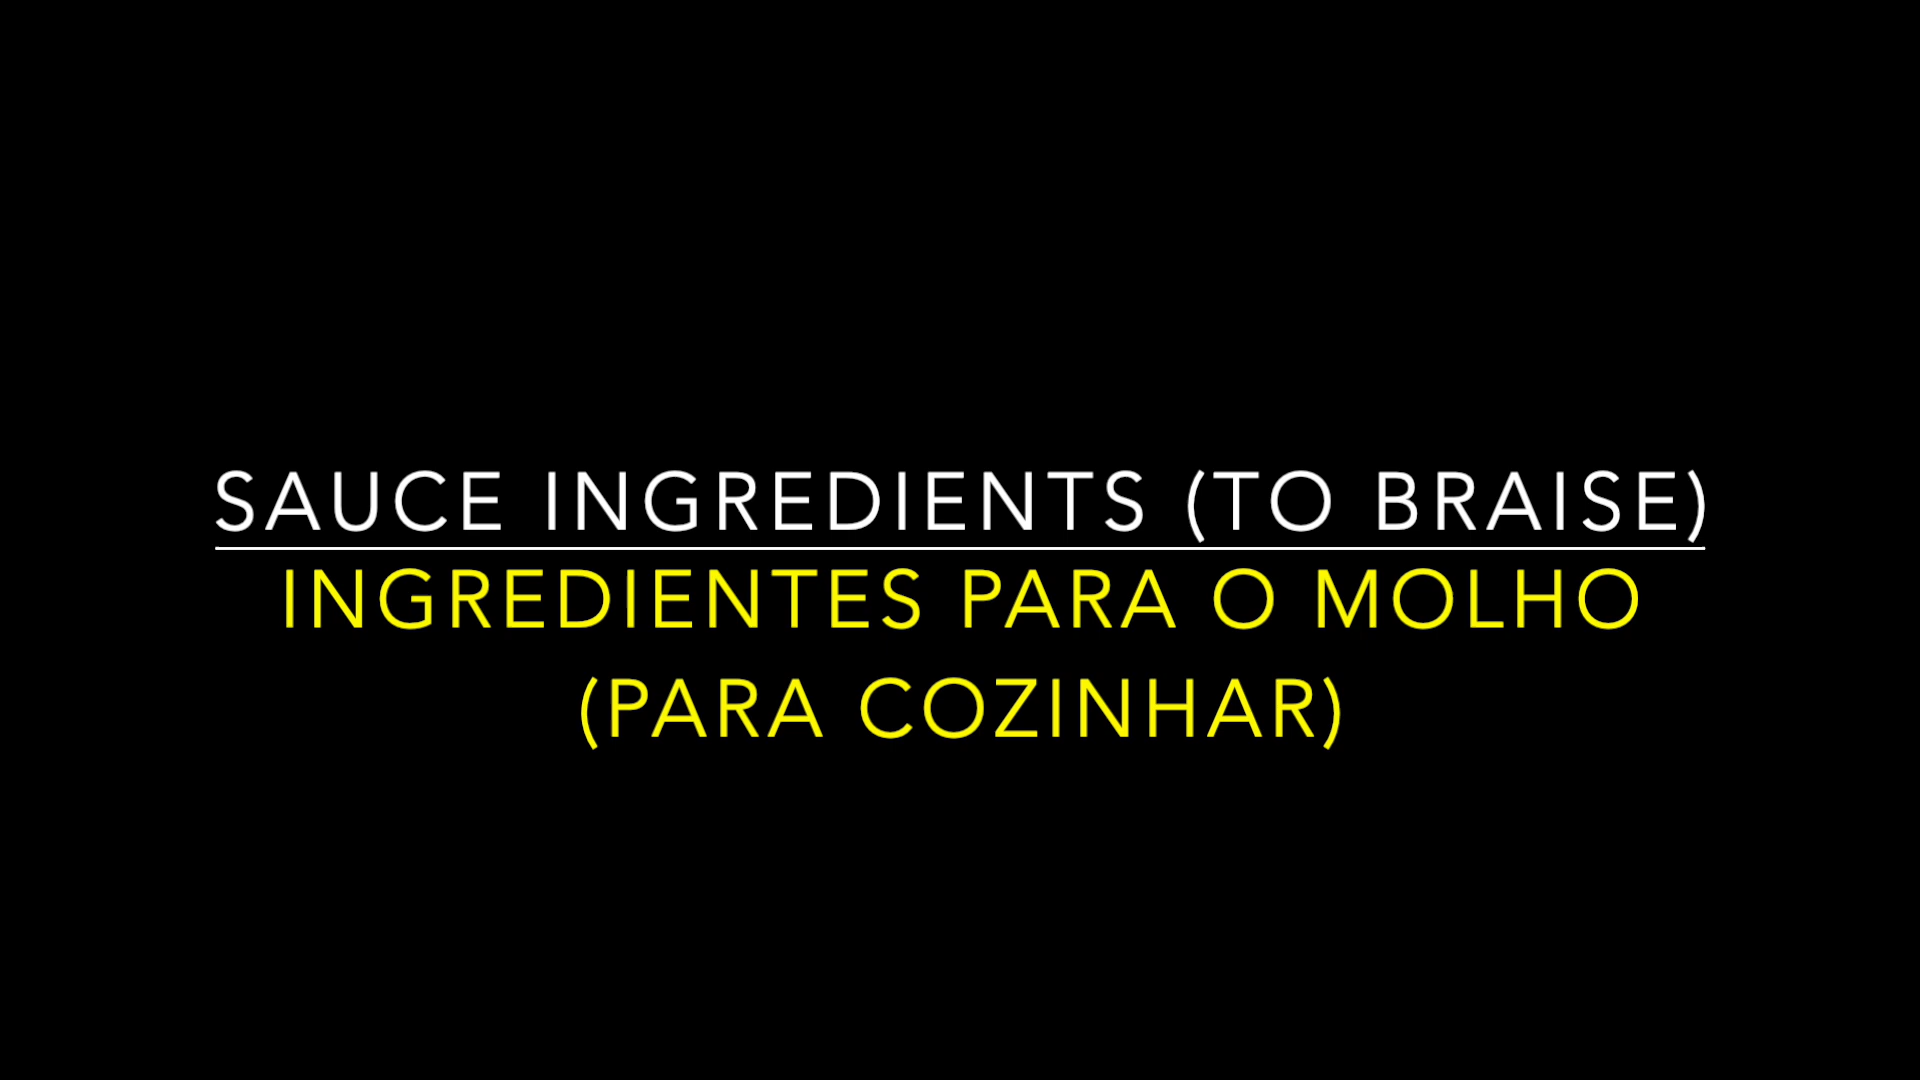 SAUCE INGREDIENTS (TO BRAISE)
INGREDIENTES PARA O MOLHO
(PARA COZINHAR)